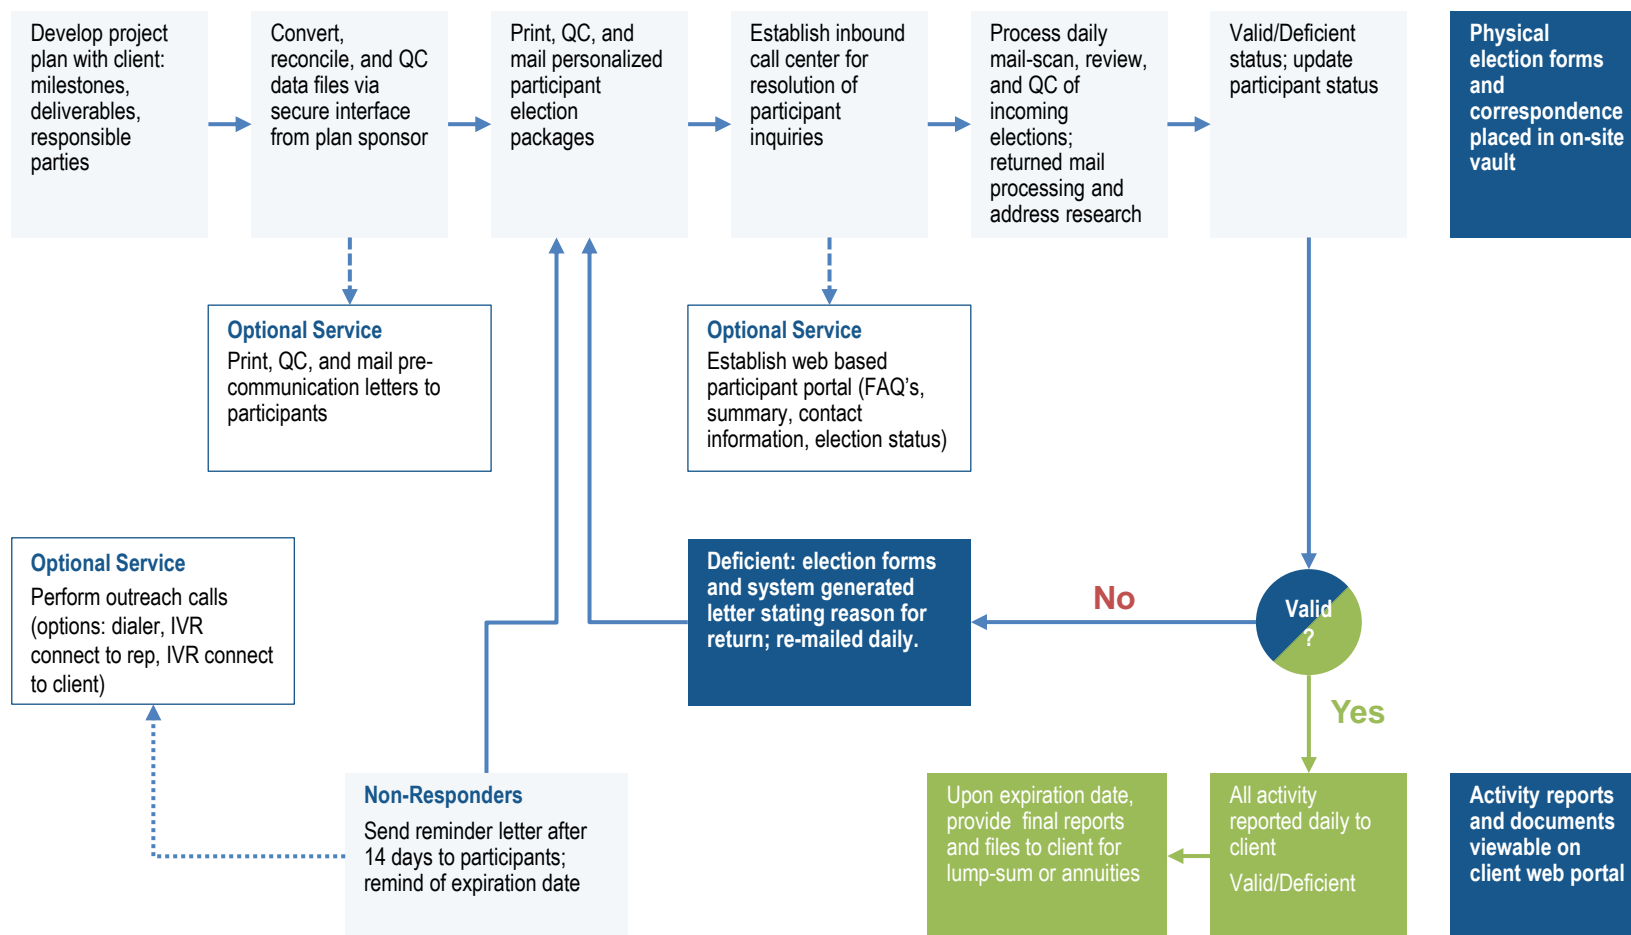 Develop project
plan with client:
milestones,
deliverables,
responsible
parties
Convert,
reconcile, and QC
data files via
secure interface
from plan sponsor
Print, QC, and
mail personalized
participant
election
packages
Establish inbound
call center for
resolution of
participant
inquiries
Process daily
mail-scan, review,
and QC of
incoming
elections;
returned mail
processing and
address research
Valid/Deficient
status; update
participant status
Physical
election forms
and
correspondence
placed in on-site
vault
Optional Service
Print, QC, and mail pre-
communication letters to
participants
Optional Service
Establish web based
participant portal (FAQ's,
summary, contact
information, election status)
Optional Service
Perform outreach calls
(options: dialer, IVR
connect to rep, IVR connect
to client)
Deficient: election forms
and system generated
letter stating reason for
return; re-mailed daily.
No
Valid
?
Yes
Non-Responders
Send reminder letter after
14 days to participants;
remind of expiration date
Upon expiration date,
provide final reports
and files to client for
lump-sum or annuities
All activity
reported daily to
client
Valid/Deficient
Activity reports
and documents
viewable on
client web portal